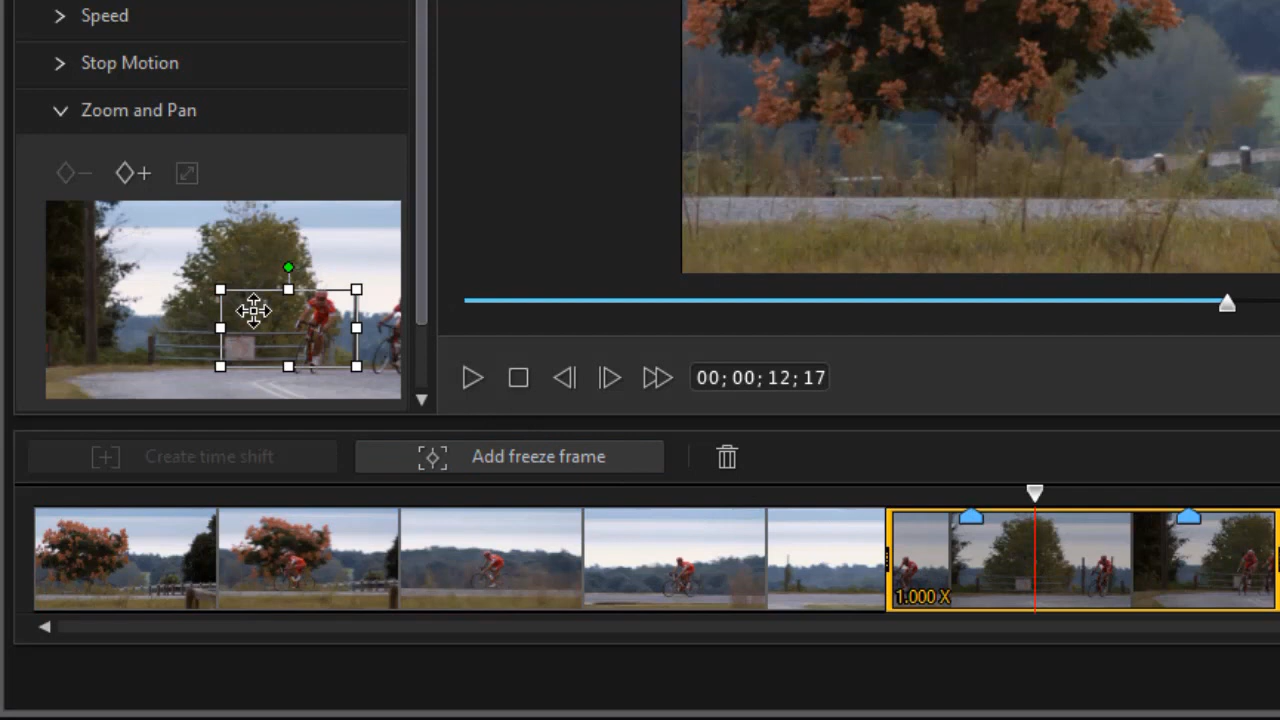 Speed
Stop Motion
Zoom and Pan
00;00;12;17
Create time shift
Add freeze frame
1.000 X